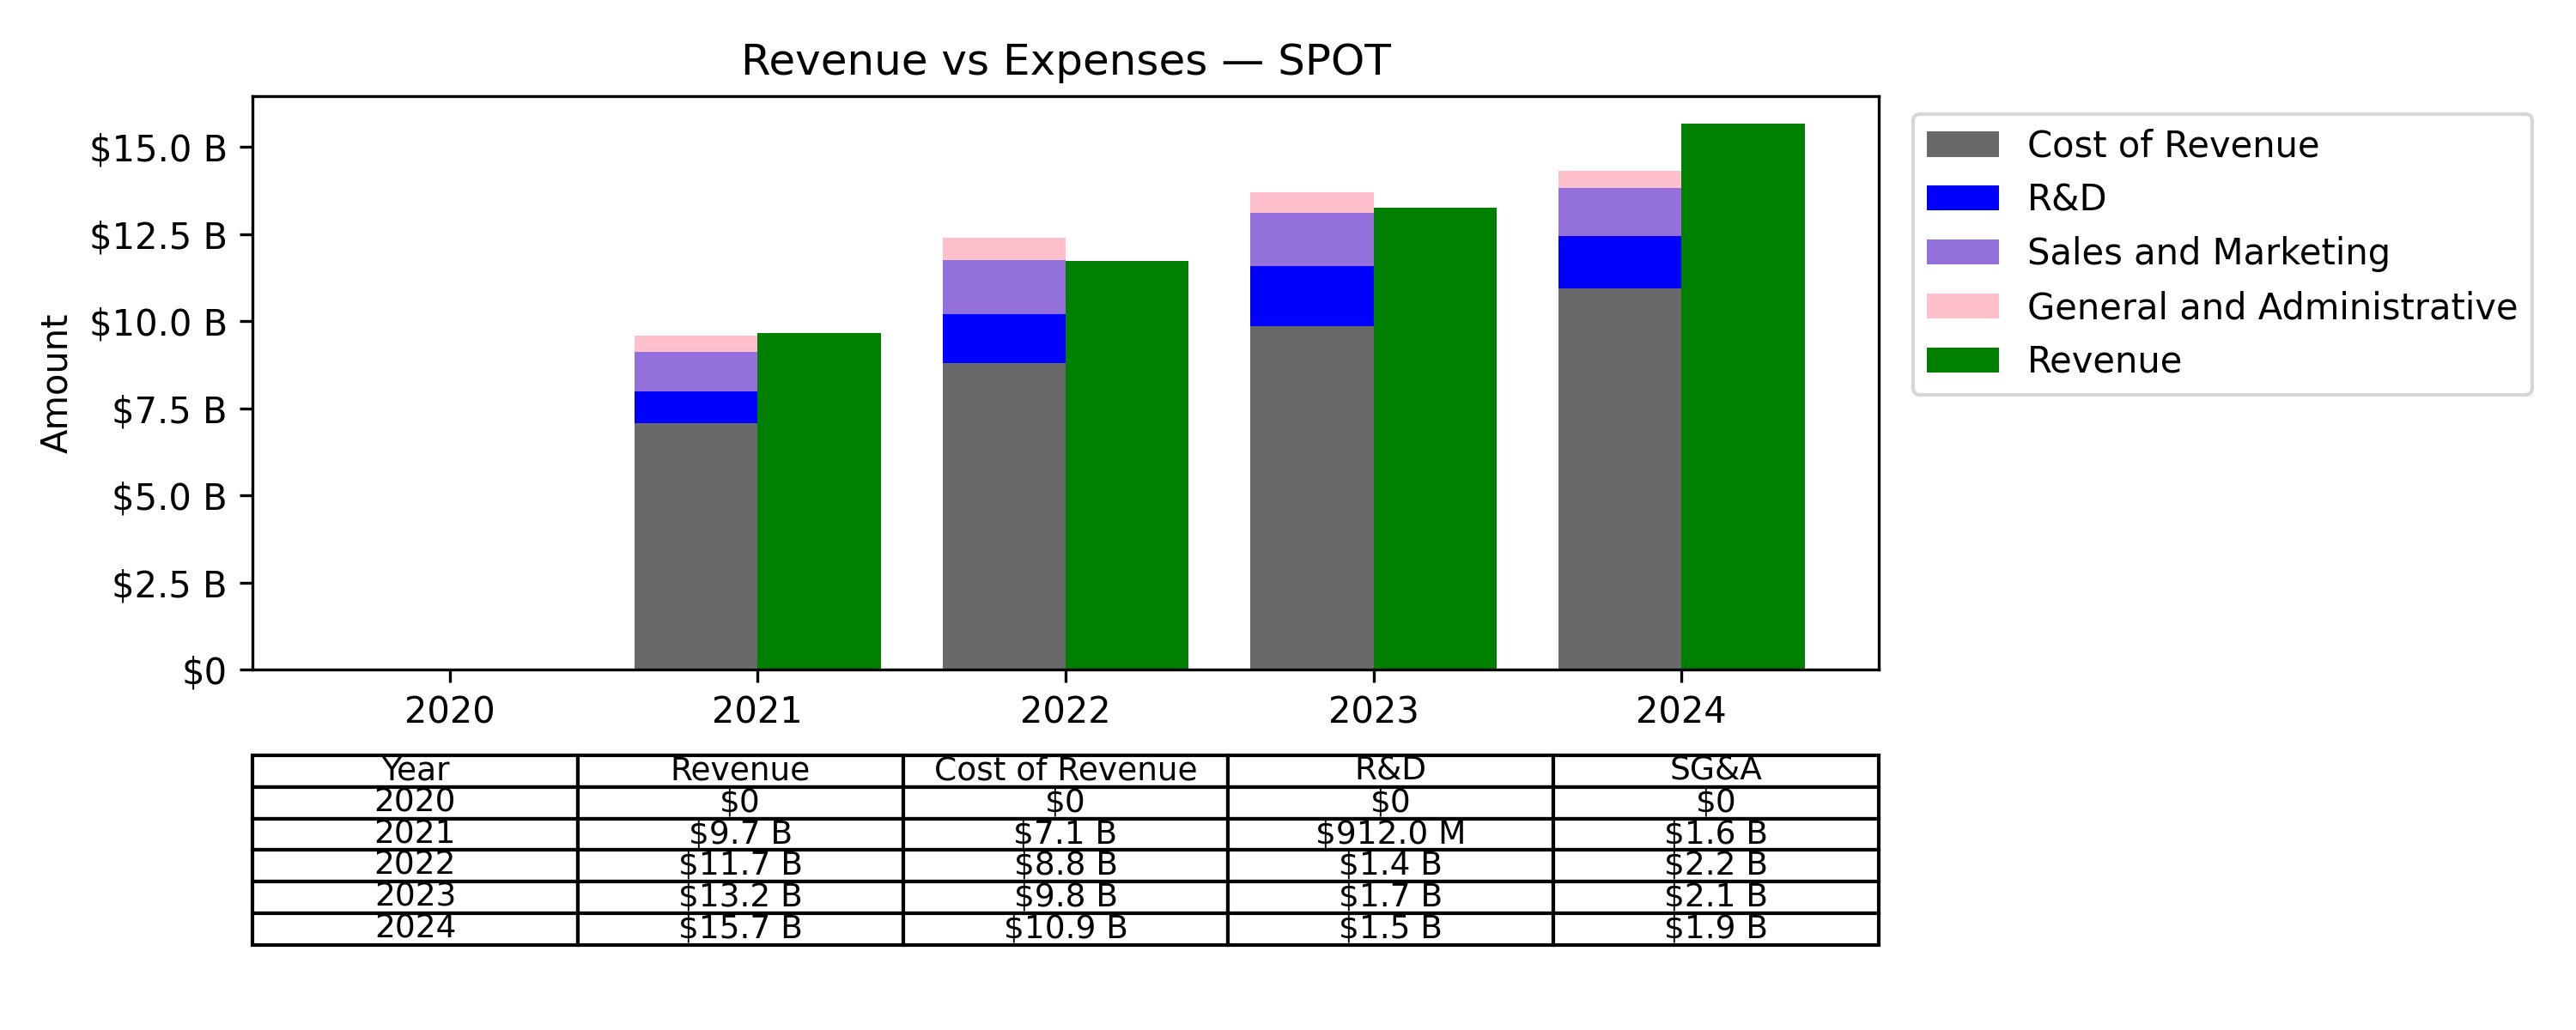 Revenue vs Expenses — SPOT
Amount
$15.0 B
$12.5 B
$10.0 B
$7.5 B
$5.0 B
$2.5 B
$0
2020 2021 2022 2023 2024
Cost of Revenue
R&D
Sales and Marketing
General and Administrative
Revenue
Year Revenue Cost of Revenue R&D SG&A
2020 $0 $0 $0 $0
2021 $9.7 B $7.1 B $912.0 M $1.6 B
2022 $11.7 B $8.8 B $1.4 B $2.2 B
2023 $13.2 B $9.8 B $1.7 B $2.1 B
2024 $15.7 B $10.9 B $1.5 B $1.9 B